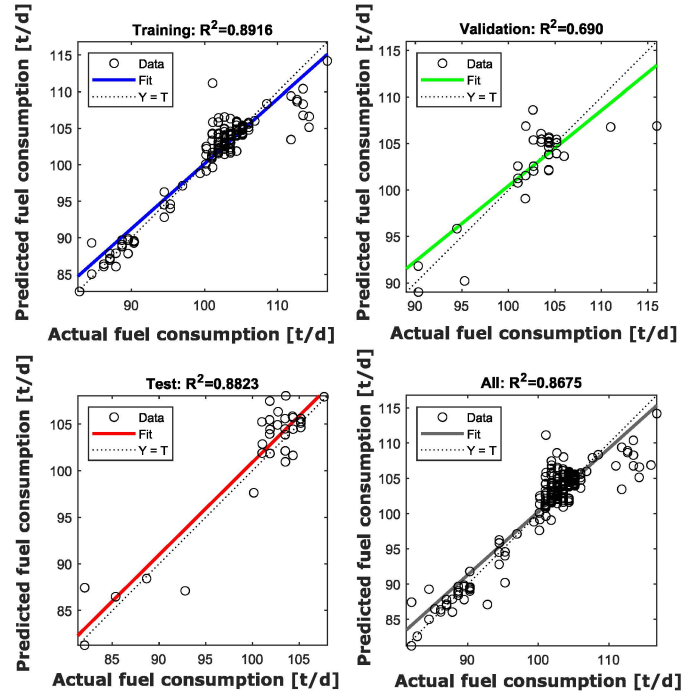 Training: R²=0.8916
Predicted fuel consumption [t/d]
115
110
105
100
95
90
85
Data
Fit
Y = T
90
100
110
Actual fuel consumption [t/d]
Validation: R²=0.690
Predicted fuel consumption [t/d]
115
110
105
100
95
90
Data
Fit
Y = T
90
95
100
105
110
115
Actual fuel consumption [t/d]
Test: R²=0.8823
Predicted fuel consumption [t/d]
105
100
95
90
85
Data
Fit
Y = T
85
90
95
100
105
Actual fuel consumption [t/d]
All: R²=0.8675
Predicted fuel consumption [t/d]
115
110
105
100
95
90
85
Data
Fit
Y = T
90
100
110
Actual fuel consumption [t/d]